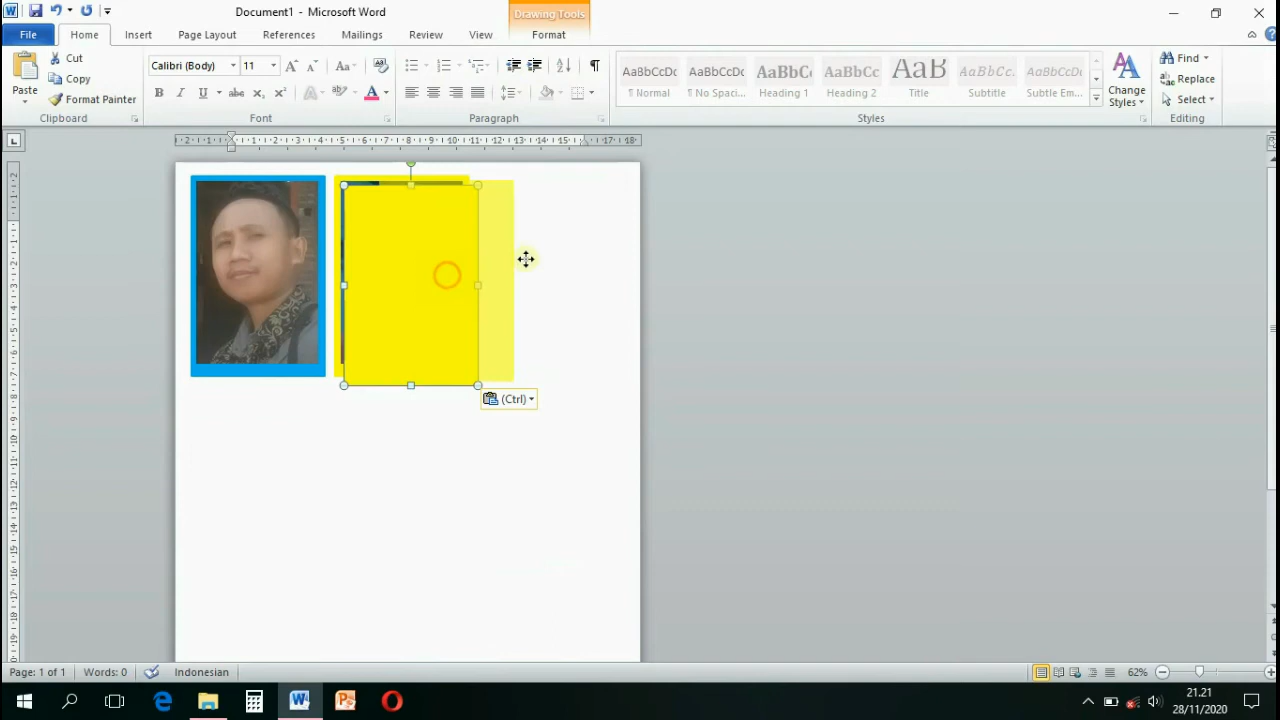 Document1 - Microsoft Word
Drawing Tools
File Home Insert Page Layout References Mailings Review View Format
Paste
Cut
Copy
Format Painter
Clipboard
Calibri (Body) 11
Font
Paragraph
AaBbCcDc AaBbCcDc AaBbC AaBbCc AaB AaBbCc. AaBbCcDi
¶ Normal ¶ No Spaci... Heading 1 Heading 2 Title Subtitle Subtle Em...
Change
Styles
Styles
Find
Replace
Select
Editing
(Ctrl)
Page: 1 of 1 Words: 0 Indonesian 62%
21.21
28/11/2020